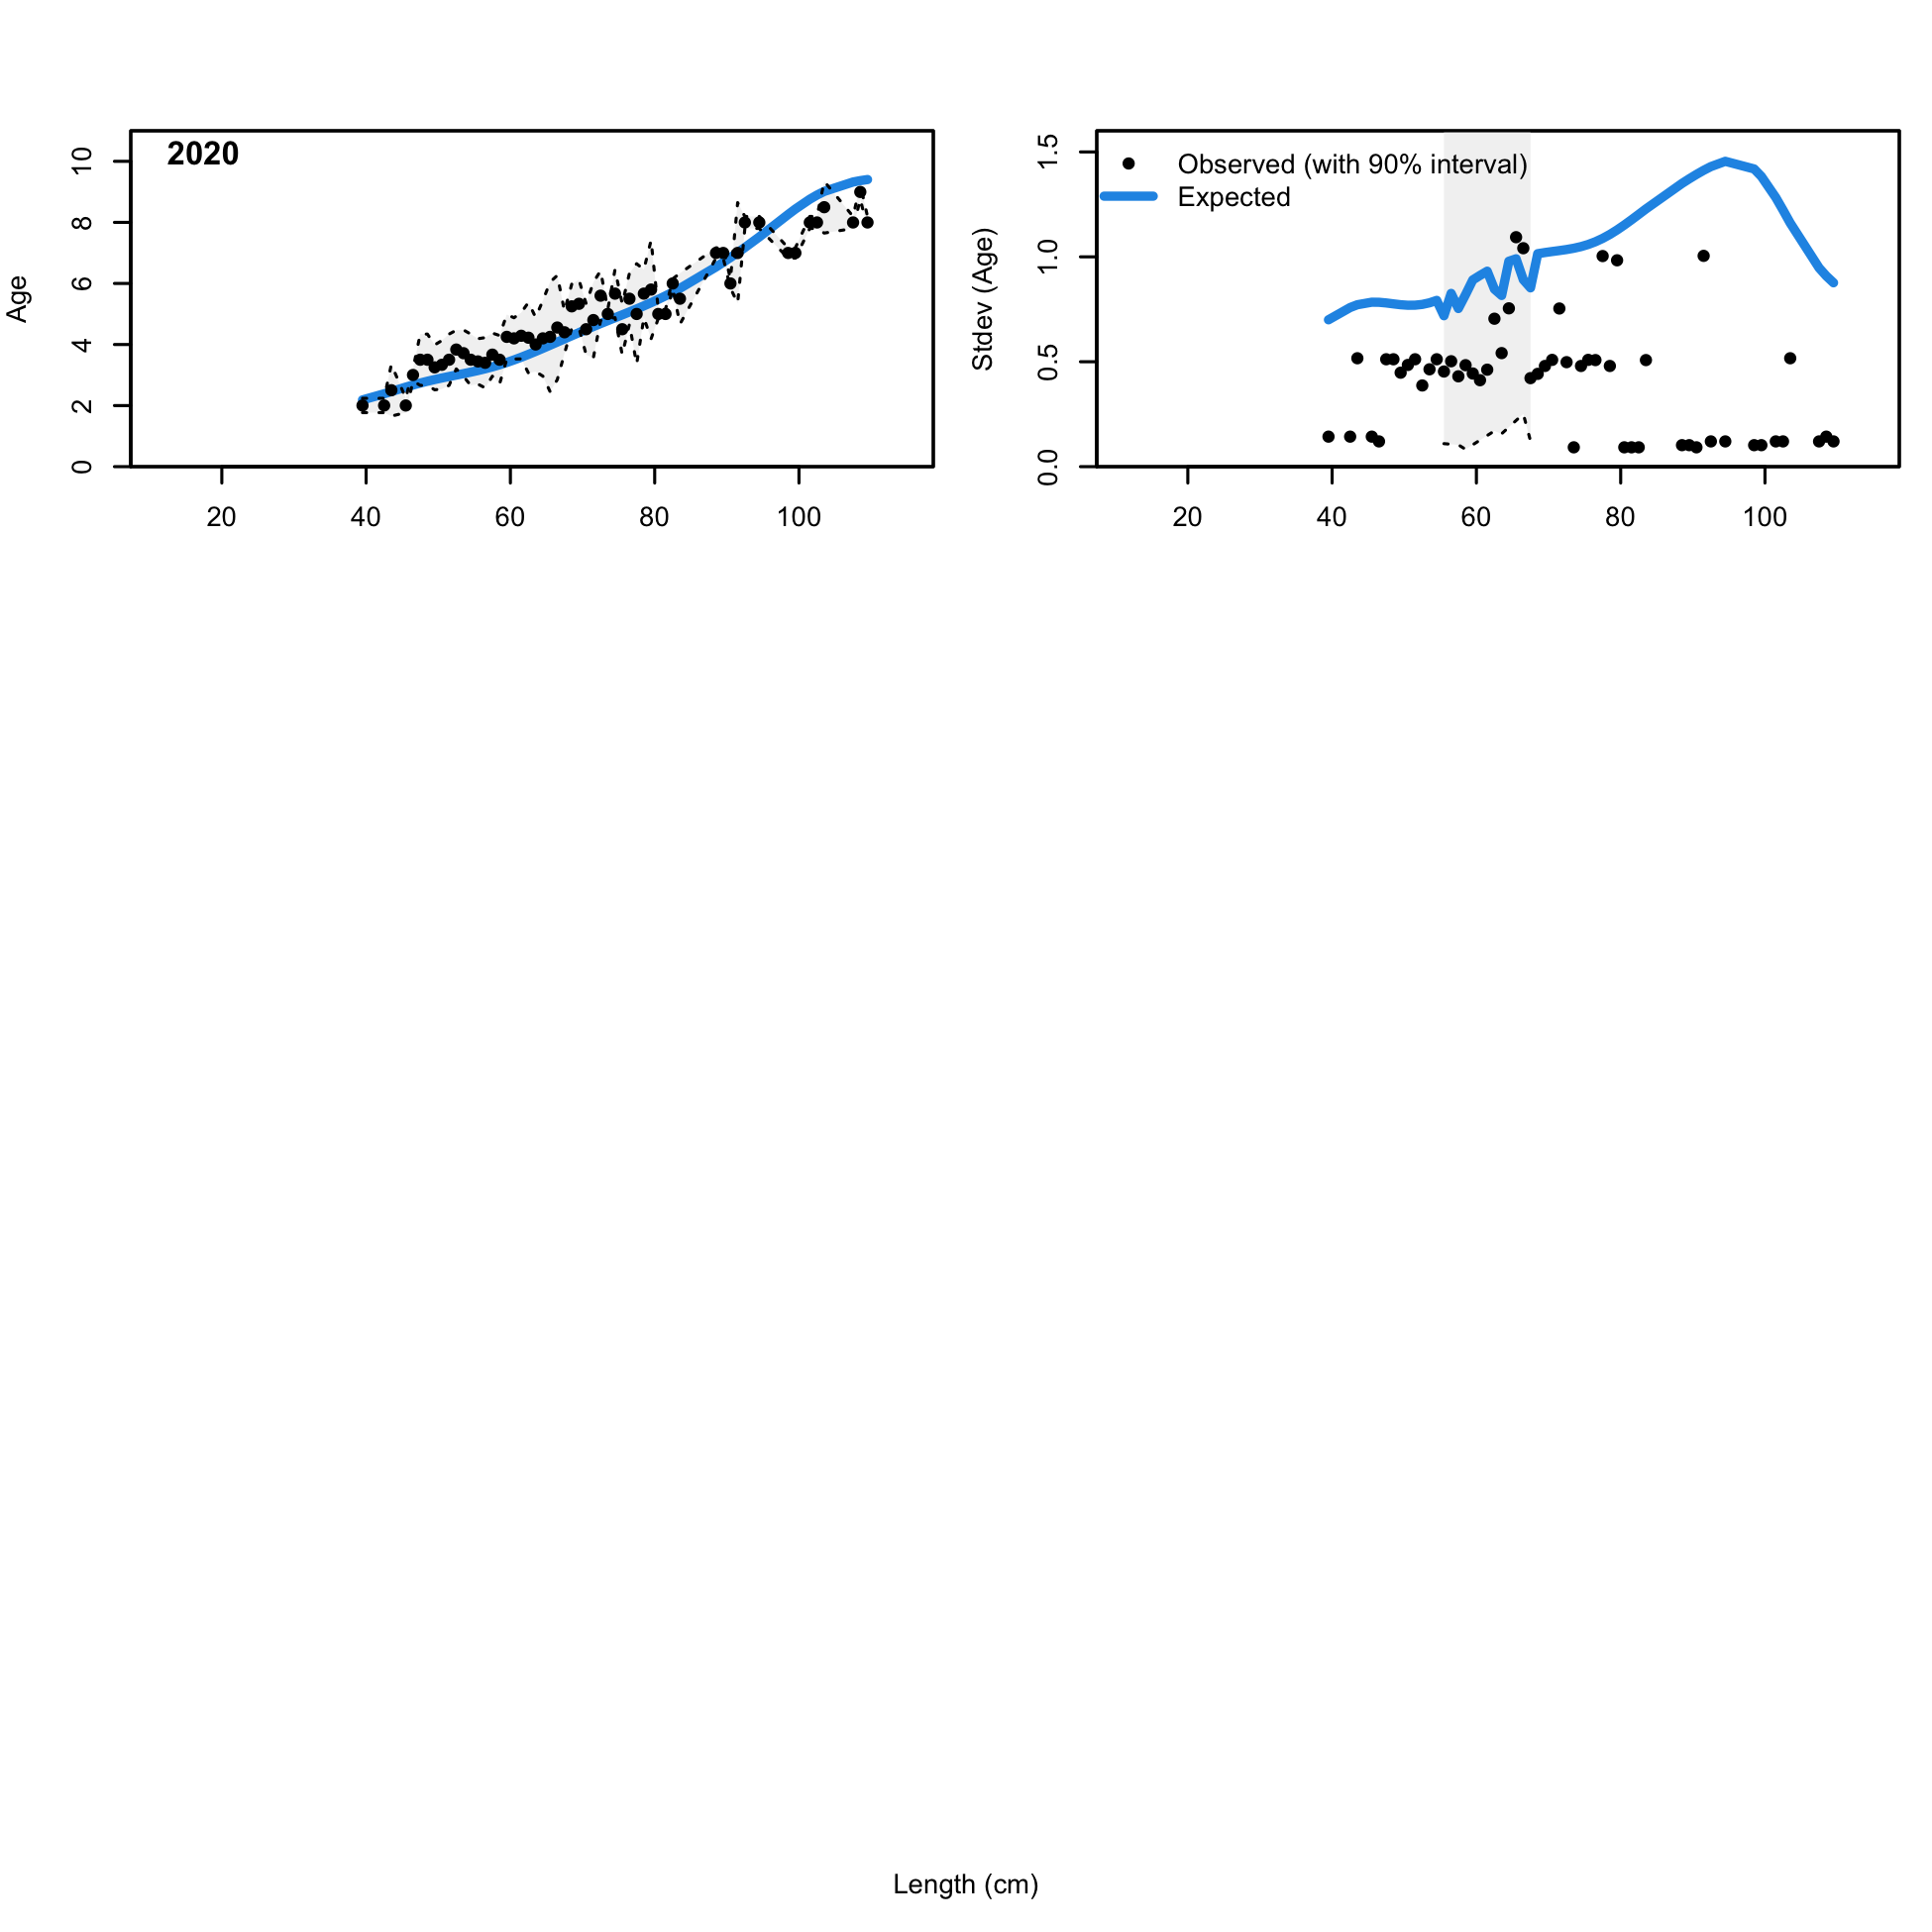 2020
Age
0 2 4 6 8 10
20 40 60 80 100
Observed (with 90% interval)
Expected
Stdev (Age)
0.0 0.5 1.0 1.5
20 40 60 80 100
Length (cm)